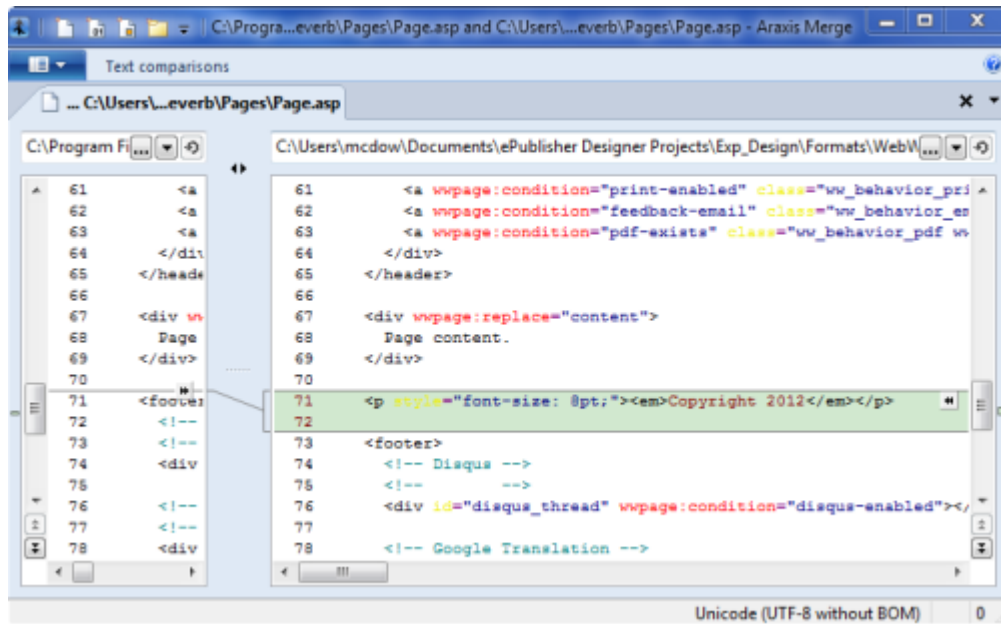 C:\Progra...everb\Pages\Page.asp and C:\Users\...everb\Pages\Page.asp - Araxis Merge
Text comparisons
... C:\Users\...everb\Pages\Page.asp
C:\Program Fi...
61 <a
62 <a
63 <a
64 </div
65 </heade
66
67 <div ww
68 Page
69 </div>
70
71 <footer
72 <!--
73 <!--
74 <div
75
76 <!--
77 <!--
78 <div
C:\Users\mcdow\Documents\ePublisher Designer Projects\Exp_Design\Formats\WebW...
61 <a wwpage:condition="print-enabled" class="ww_behavior_pri
62 <a wwpage:condition="feedback-email" class="ww_behavior_em
63 <a wwpage:condition="pdf-exists" class="ww_behavior_pdf ww
64 </div>
65 </header>
66
67 <div wwpage:replace="content">
68 Page content.
69 </div>
70
71 <p style="font-size: 8pt;"><em>Copyright 2012</em></p>
72
73 <footer>
74 <!-- Disqus -->
75 <!-- -->
76 <div id="disqus_thread" wwpage:condition="disqus-enabled"></
77
78 <!-- Google Translation -->
Unicode (UTF-8 without BOM) 0